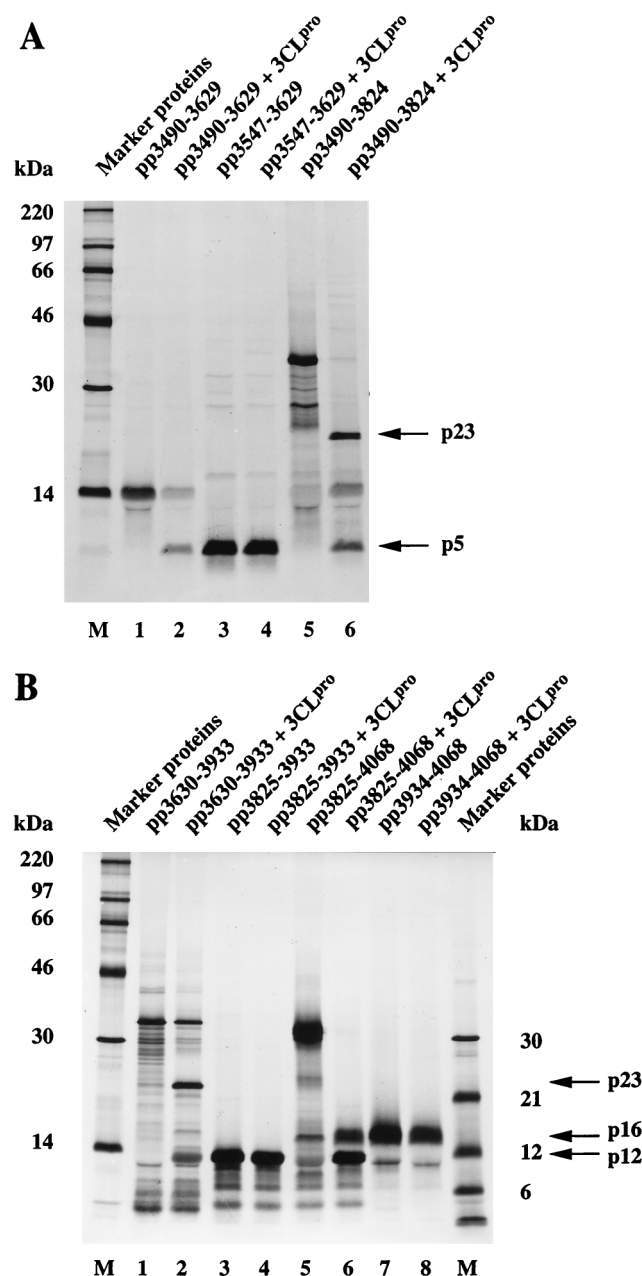 A
Marker proteins
pp3490-3629
pp3490-3629 + 3CLpro
pp3547-3629
pp3547-3629 + 3CLpro
pp3490-3824
pp3490-3824 + 3CLpro
kDa
220
97
66
46
30
14
p23
p5
M 1 2 3 4 5 6
B
Marker proteins
pp3630-3933
pp3630-3933 + 3CLpro
pp3825-3933
pp3825-3933 + 3CLpro
pp3825-4068
pp3825-4068 + 3CLpro
pp3934-4068
pp3934-4068 + 3CLpro
Marker proteins
kDa kDa
220
97
66
46
30 30
p23
21
14 p16
12 p12
6
M 1 2 3 4 5 6 7 8 M